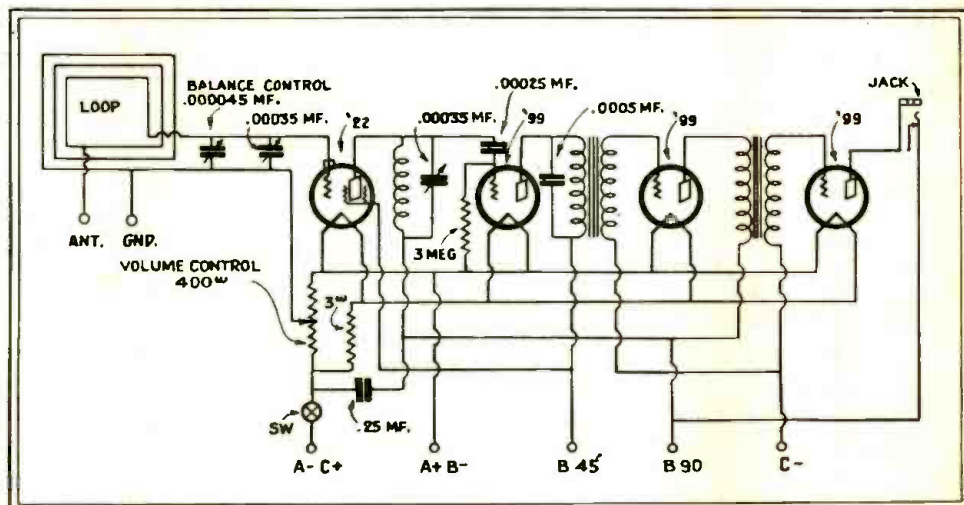 LOOP
BALANCE CONTROL
.000045 MF.
.00035 MF.
'22
.00035 MF.
.00025 MF.
'99
.0005 MF.
'99
'99
JACK
ANT.
GND.
3 MEG
VOLUME CONTROL
400ω
3ω
SW
.25 MF.
A- C+
A+ B-
B 45
B 90
C-